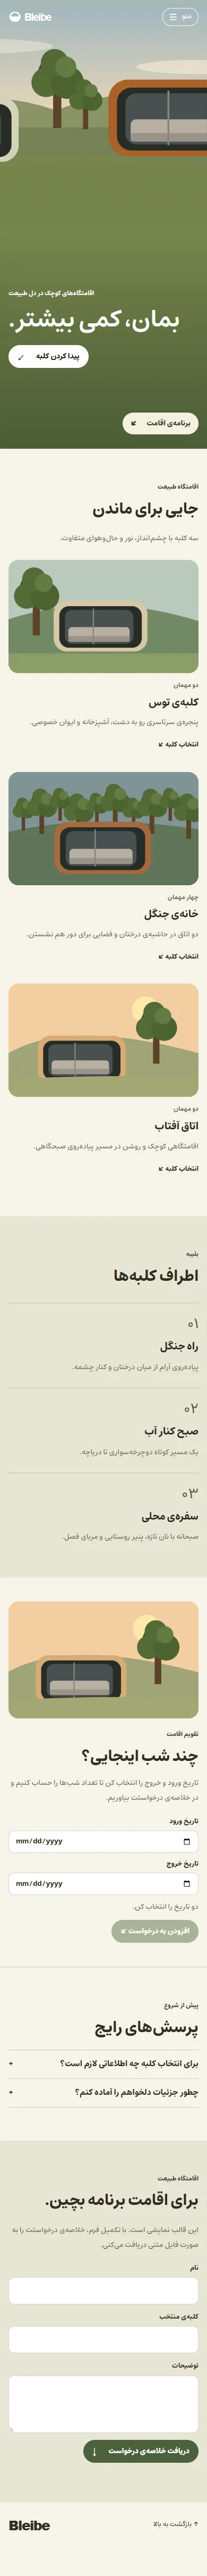 Bleibe
منو
اقامتگاه‌های کوچک در دل طبیعت
بمان، کمی بیشتر.
پیدا کردن کلبه
برنامه‌ی اقامت
اقامتگاه طبیعت
جایی برای ماندن
سه کلبه با چشم‌انداز، نور و حال‌وهوای متفاوت.
دو مهمان
کلبه‌ی توس
پنجره‌ی سرتاسری رو به دشت، آشپزخانه و ایوان خصوصی.
انتخاب کلبه
چهار مهمان
خانه‌ی جنگل
دو اتاق در حاشیه‌ی درختان و فضایی برای دور هم نشستن.
انتخاب کلبه
دو مهمان
اتاق آفتاب
اقامتگاهی کوچک و روشن در مسیر پیاده‌روی صبحگاهی.
انتخاب کلبه
بلیبه
اطراف کلبه‌ها
۰۱
راه جنگل
پیاده‌روی آرام از میان درختان و کنار چشمه.
۰۲
صبح کنار آب
یک مسیر کوتاه دوچرخه‌سواری تا دریاچه.
۰۳
سفره‌ی محلی
صبحانه با نان تازه، پنیر روستایی و مربای فصل.
تقویم اقامت
چند شب اینجایی؟
تاریخ ورود و خروج را انتخاب کن تا تعداد شب‌ها را حساب کنیم و
در خلاصه‌ی درخواستت بیاوریم.
تاریخ ورود
mm/dd/yyyy
تاریخ خروج
mm/dd/yyyy
دو تاریخ را انتخاب کن.
افزودن به درخواست
پیش از شروع
پرسش‌های رایج
برای انتخاب کلبه چه اطلاعاتی لازم است؟
+
چطور جزئیات دلخواهم را آماده کنم؟
+
اقامتگاه طبیعت
برای اقامت برنامه بچین.
این قالب نمایشی است. با تکمیل فرم، خلاصه‌ی درخواستت را به
صورت فایل متنی دریافت می‌کنی.
نام
کلبه‌ی منتخب
توضیحات
دریافت خلاصه‌ی درخواست
بازگشت به بالا
Bleibe